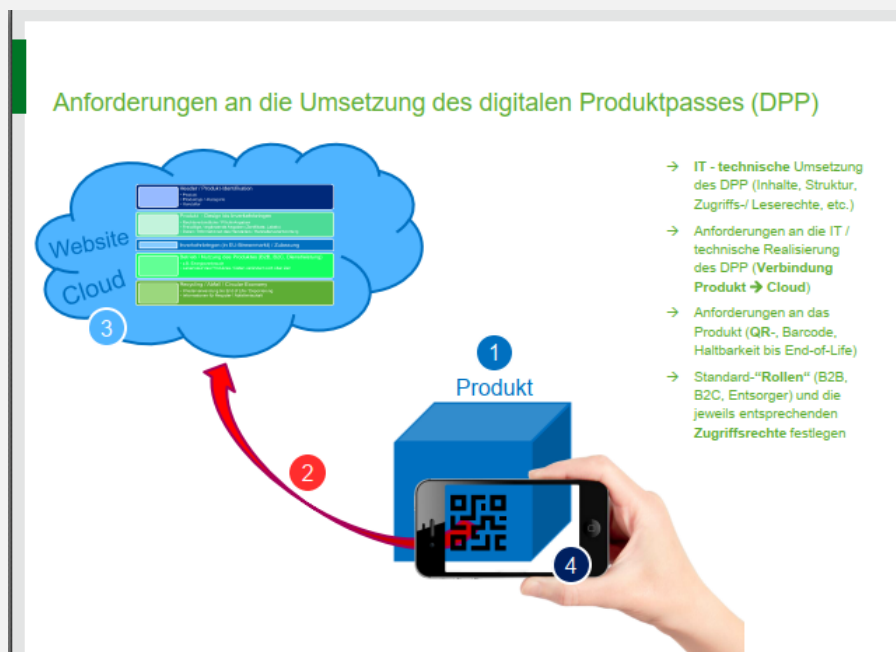 Anforderungen an die Umsetzung des digitalen Produktpasses (DPP)
Header / Produkt-Identifikation
Website
Cloud
3
1
Produkt
2
4
→ IT - technische Umsetzung
des DPP (Inhalte, Struktur,
Zugriffs-/ Leserechte, etc.)
→ Anforderungen an die IT /
technische Realisierung
des DPP (Verbindung
Produkt ➔ Cloud)
→ Anforderungen an das
Produkt (QR-, Barcode,
Haltbarkeit bis End-of-Life)
→ Standard-“Rollen“ (B2B,
B2C, Entsorger) und die
jeweils entsprechenden
Zugriffsrechte festlegen